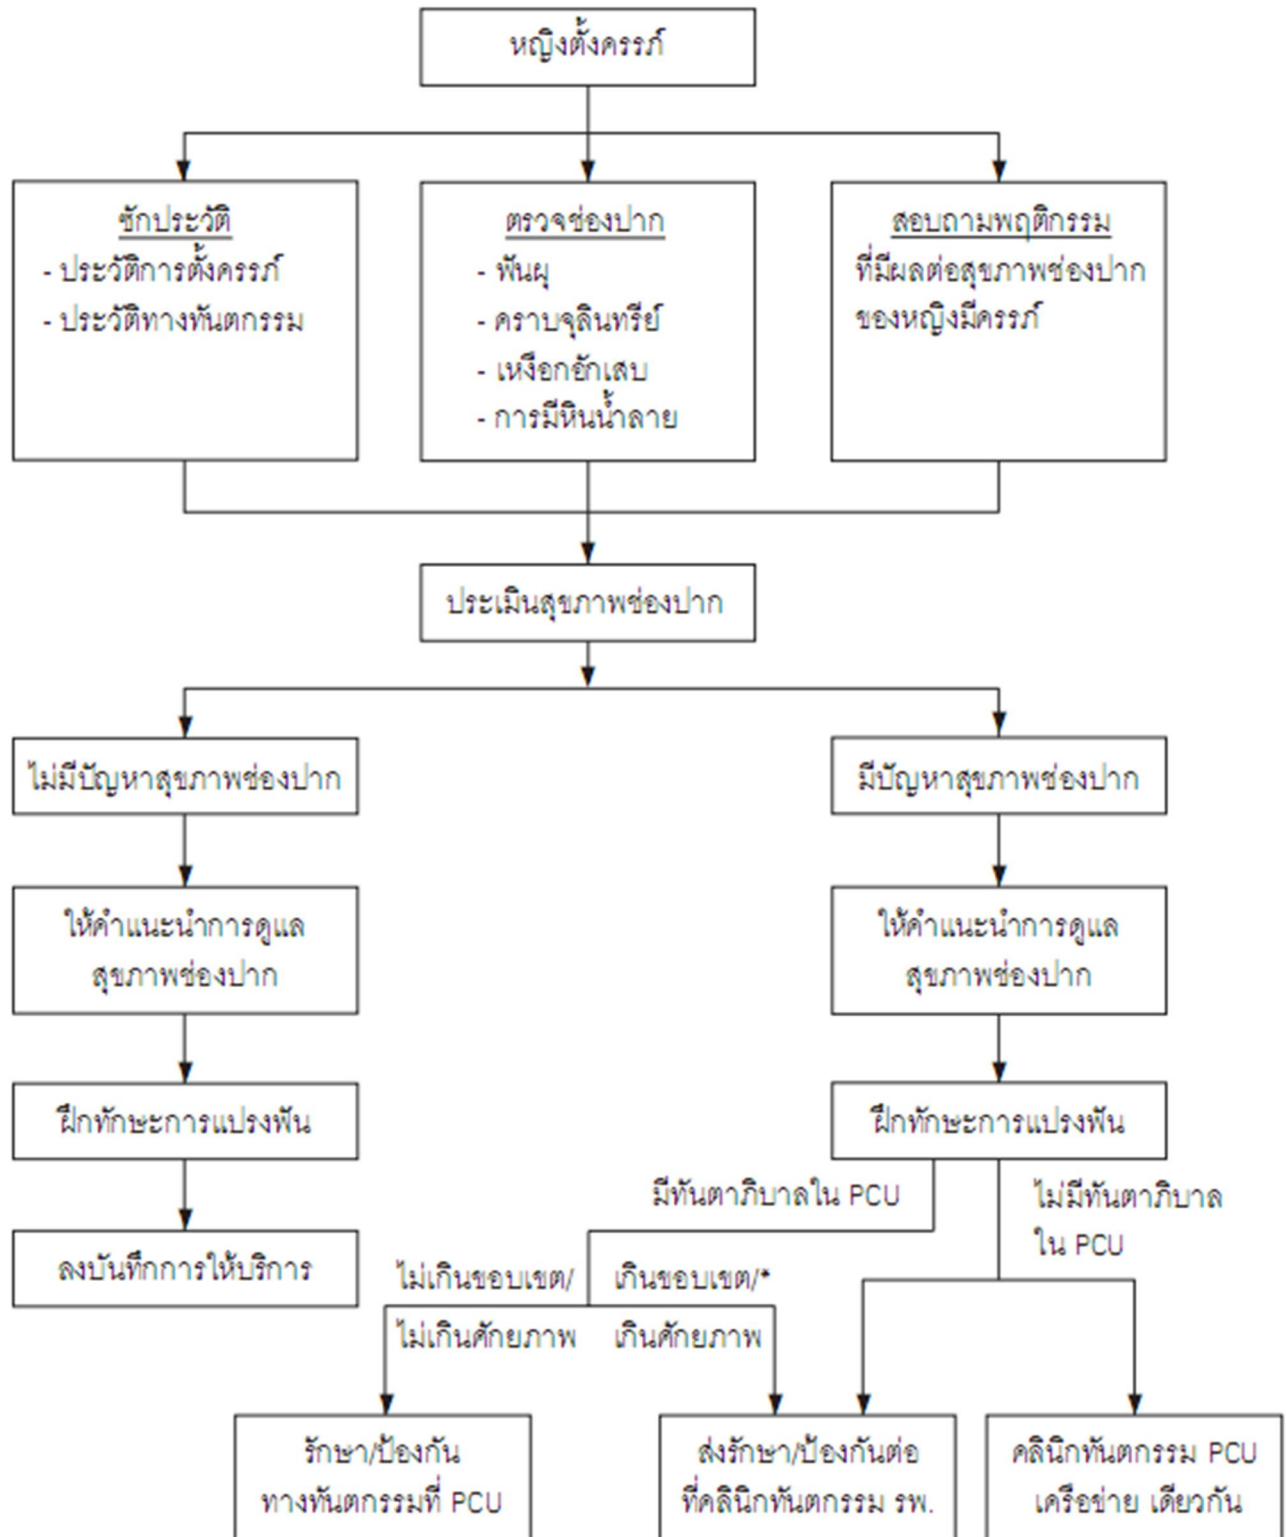 หญิงตั้งครรภ์
ซักประวัติ
- ประวัติการตั้งครรภ์
- ประวัติทางทันตกรรม
ตรวจช่องปาก
- ฟันผุ
- คราบจุลินทรีย์
- เหงือกอักเสบ
- การมีหินน้ำลาย
สอบถามพฤติกรรม
ที่มีผลต่อสุขภาพช่องปาก
ของหญิงมีครรภ์
ประเมินสุขภาพช่องปาก
ไม่มีปัญหาสุขภาพช่องปาก
ให้คำแนะนำการดูแล
สุขภาพช่องปาก
ฝึกทักษะการแปรงฟัน
ลงบันทึกการให้บริการ
มีปัญหาสุขภาพช่องปาก
ให้คำแนะนำการดูแล
สุขภาพช่องปาก
ฝึกทักษะการแปรงฟัน
มีทันตาภิบาลใน PCU
ไม่มีทันตาภิบาล
ใน PCU
ไม่เกินขอบเขต/
ไม่เกินศักยภาพ
เกินขอบเขต/*
เกินศักยภาพ
รักษา/ป้องกัน
ทางทันตกรรมที่ PCU
ส่งรักษา/ป้องกันต่อ
ที่คลินิกทันตกรรม รพ.
คลินิกทันตกรรม PCU
เครือข่าย เดียวกัน